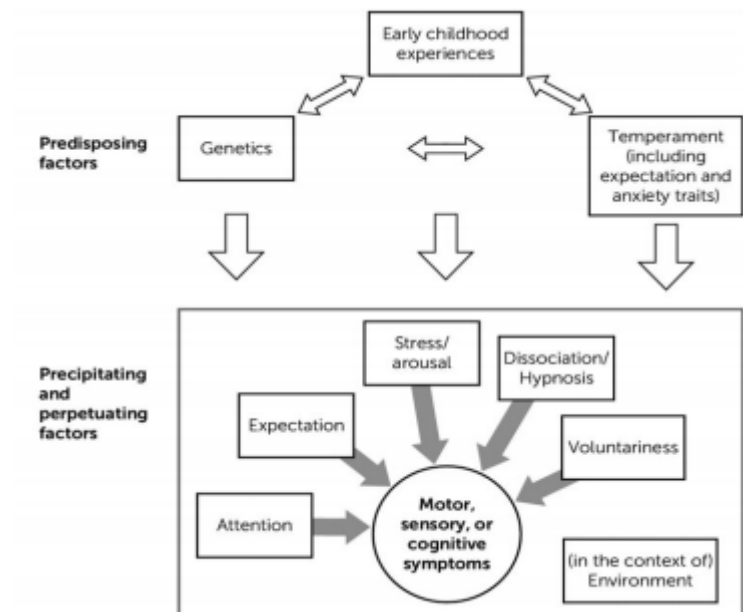 Early childhood
experiences
Predisposing
factors
Genetics
Temperament
(including
expectation and
anxiety traits)
Precipitating
and
perpetuating
factors
Stress/
arousal
Dissociation/
Hypnosis
Expectation
Voluntariness
Attention
Motor,
sensory, or
cognitive
symptoms
(in the context of)
Environment